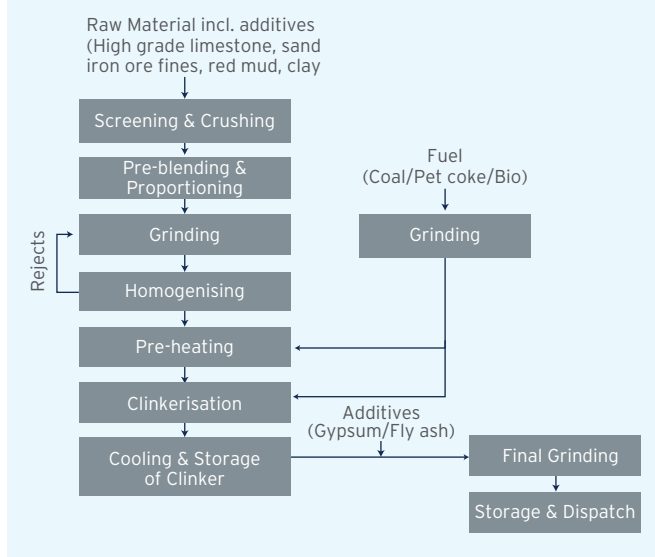 Raw Material incl. additives
(High grade limestone, sand
iron ore fines, red mud, clay
Screening & Crushing
Pre-blending &
Proportioning
Fuel
(Coal/Pet coke/Bio)
Grinding
Grinding
Rejects
Homogenising
Pre-heating
Clinkerisation
Additives
(Gypsum/Fly ash)
Cooling & Storage
of Clinker
Final Grinding
Storage & Dispatch